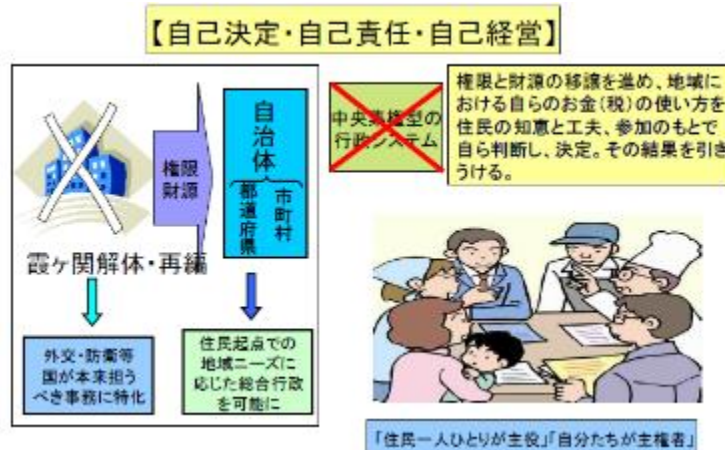 【自己決定・自己責任・自己経営】
権限
財源
自治体
都道府県
市町村
霞ヶ関解体・再編
外交・防衛等
国が本来担う
べき事務に特化
住民起点での
地域ニーズに
応じた総合行政
を可能に
中央集権型の
行政システム
権限と財源の移譲を進め、地域に
おける自らのお金(税)の使い方を
住民の知恵と工夫、参加のもとで
自ら判断し、決定。その結果を引き
うける。
「住民一人ひとりが主役」「自分たちが主権者」